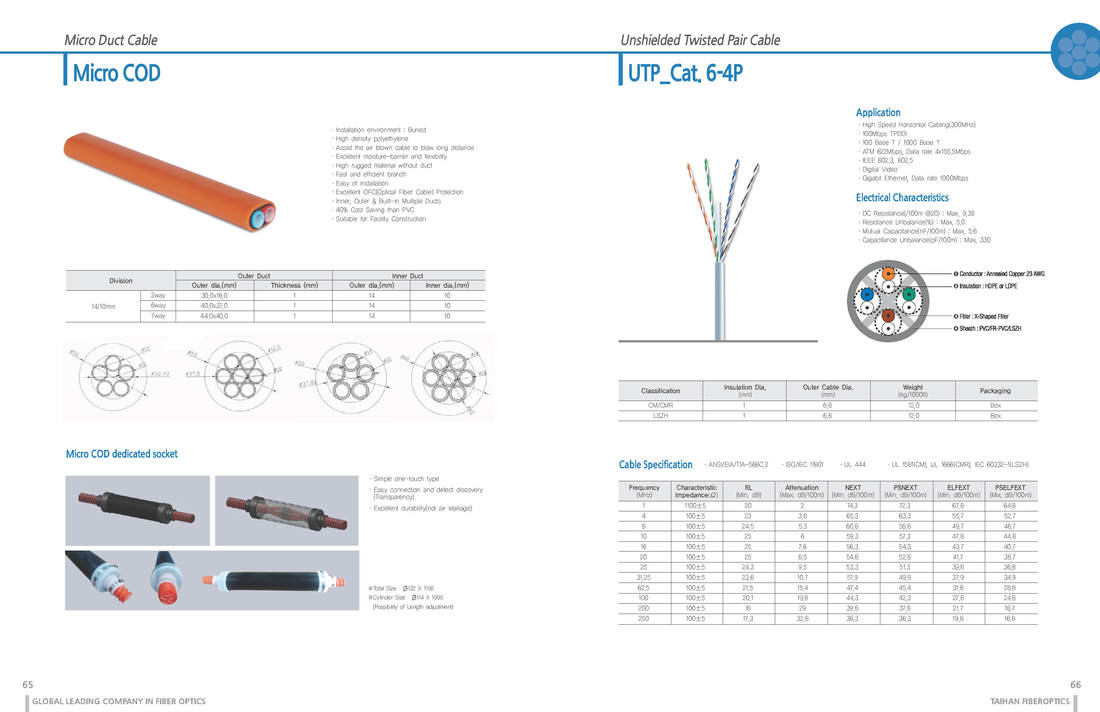 Micro Duct Cable
Micro COD
· Installation environment : Buried
· High density polyethylene
· Assist the air blown cable to blow long distance
· Excellent moisture-barrier and flexibility
· High rugged material without duct
· Fast and efficient branch
· Easy of installation
· Excellent OFC(Optical Fiber Cable) Protection
· Inner, Outer & Built-in Multiple Ducts
· 40% Cost Saving than PVC
· Suitable for Facility Construction
Division Outer Duct Inner Duct
Outer dia.(mm) Thickness (mm) Outer dia.(mm) Inner dia.(mm)
14/10mm 2way 30.0x16.0 1 14 10
6way 40.0x37.0 1 14 10
7way 44.0x40.0 1 14 10
Micro COD dedicated socket
· Simple one-touch type
· Easy connection and defect discovery
(Transparency)
· Excellent durability(not air leakage)
※Total Size : Ø122 X 1108
※Cylinder Size : Ø114 X 1000
(Possibility of Length adjustment)
65
GLOBAL LEADING COMPANY IN FIBER OPTICS
Unshielded Twisted Pair Cable
UTP_Cat. 6-4P
Application
· High Speed Horizontal Cabling(300MHz)
· 100Mbps TPDDI
· 100 Base T / 1000 Base T
· ATM 622Mbps, Data rate 4x155.5Mbps
· IEEE 802.3, 802.5
· Digital Video
· Gigabit Ethernet, Data rate 1000Mbps
Electrical Characteristics
· DC Resistance(/100m @20) : Max. 9.38
· Resistance Unbalance(%) : Max. 5.0
· Mutual Capacitance(nF/100m) : Max. 5.6
· Capacitance Unbalance(pF/100m) : Max. 330
❶ Conductor : Annealed Copper 23 AWG
❷ Insulation : HDPE or LDPE
❸ Filler : X-Shaped Filler
❹ Sheath : PVC/FR-PVC/LSZH
Classification Insulation Dia. (mm) Outer Cable Dia. (mm) Weight (kg/1000ft) Packaging
CM/CMR 1 6.8 12.0 Box
LSZH 1 6.8 12.0 Box
Cable Specification · ANSI/EIA/TIA-568C.2 · ISO/IEC 11801 · UL 444 · UL 1581(CM), UL 1666(CMR), IEC 60332-1(LSZH)
Frequency (MHz) Characteristic Impedance(Ω) RL (Min. dB) Attenuation (Max. dB/100m) NEXT (Min. dB/100m) PSNEXT (Min. dB/100m) ELFEXT (Min. dB/100m) PSELFEXT (Mix. dB/100m)
1 1100±5 20 2 74.3 72.3 67.8 64.8
4 100±5 23 3.8 65.3 63.3 55.7 52.7
8 100±5 24.5 5.3 60.8 58.8 49.7 46.7
10 100±5 25 6 59.3 57.3 47.8 44.8
16 100±5 25 7.6 56.3 54.3 43.7 40.7
20 100±5 25 8.5 54.8 52.8 41.7 38.7
25 100±5 24.3 9.5 53.3 51.3 39.8 36.8
31.25 100±5 23.6 10.7 51.9 49.9 37.9 34.9
62.5 100±5 21.5 15.4 47.4 45.4 31.8 28.8
100 100±5 20.1 19.8 44.3 42.3 27.8 24.8
200 100±5 18 29 39.8 37.8 21.7 18.7
250 100±5 17.3 32.8 38.3 36.3 19.8 16.8
66
TAIHAN FIBEROPTICS